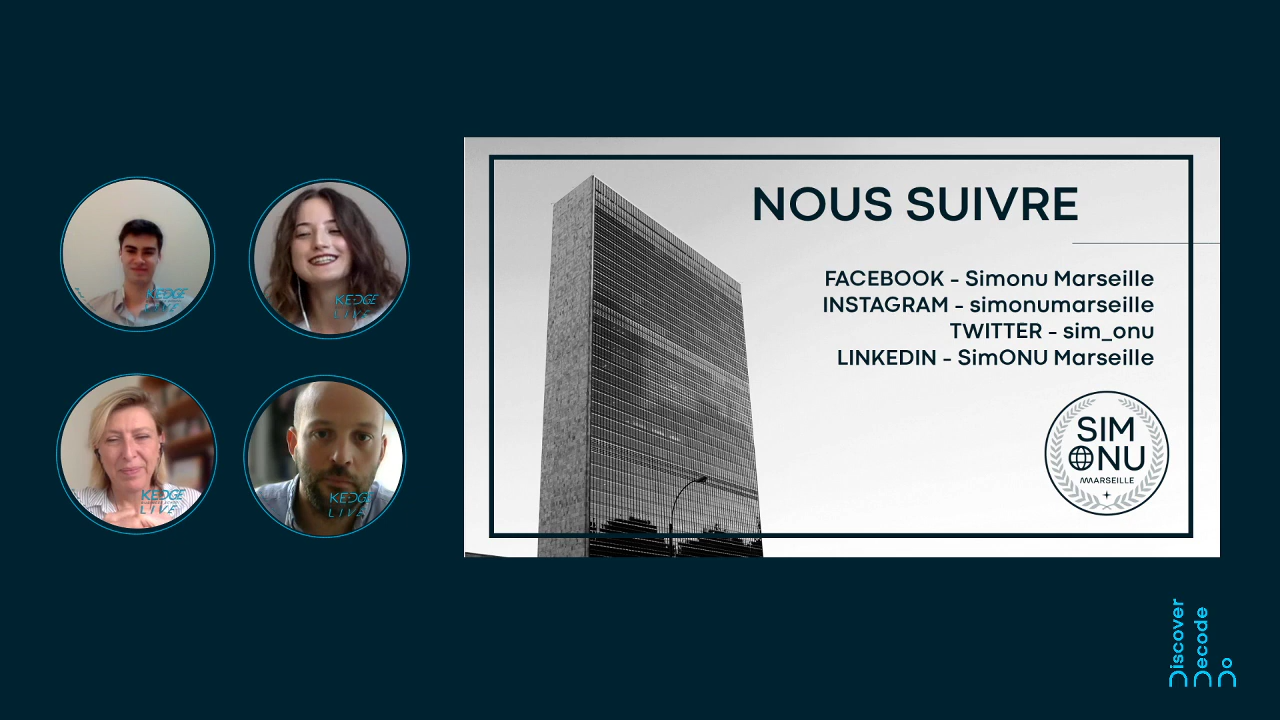 NOUS SUIVRE
FACEBOOK - Simonu Marseille
INSTAGRAM - simonumarseille
TWITTER - sim_onu
LINKEDIN - SimONU Marseille
SIM
ONU
MARSEILLE
KEDGE
LIVE
KEDGE
LIVE
KEDGE
LIVE
KEDGE
LIVE
Discover
Decode
Do